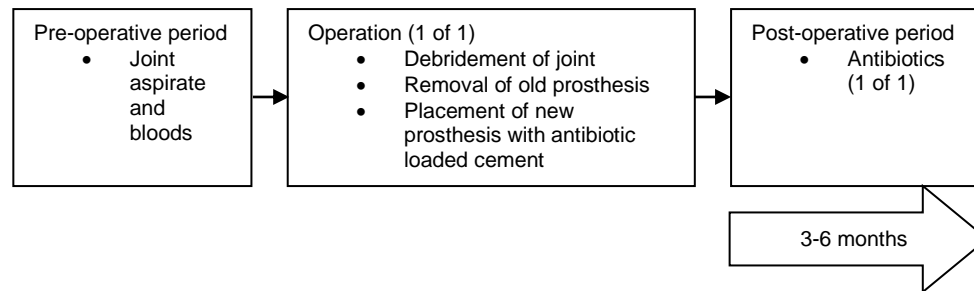 Pre-operative period
• Joint
aspirate
and
bloods
Operation (1 of 1)
• Debridement of joint
• Removal of old prosthesis
• Placement of new
prosthesis with antibiotic
loaded cement
Post-operative period
• Antibiotics
(1 of 1)
3-6 months